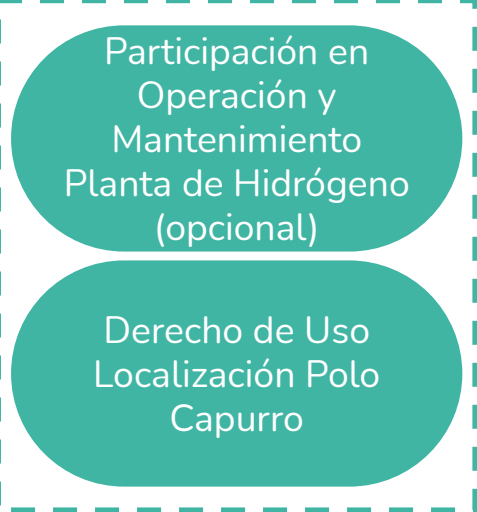 Participación en
Operación y
Mantenimiento
Planta de Hidrógeno
(opcional)
Derecho de Uso
Localización Polo
Capurro